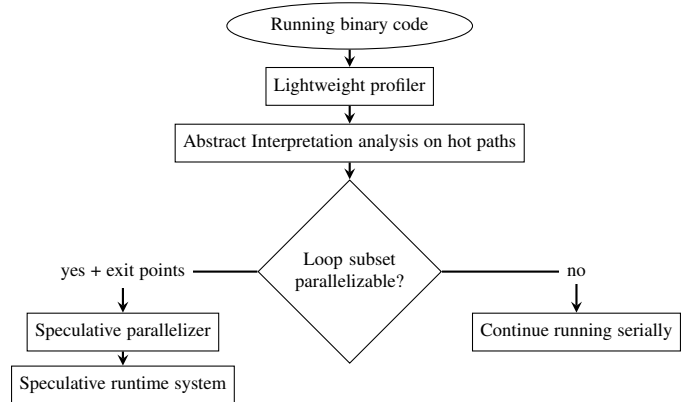 Running binary code
Lightweight profiler
Abstract Interpretation analysis on hot paths
Loop subset
parallelizable?
yes + exit points
no
Speculative parallelizer
Continue running serially
Speculative runtime system